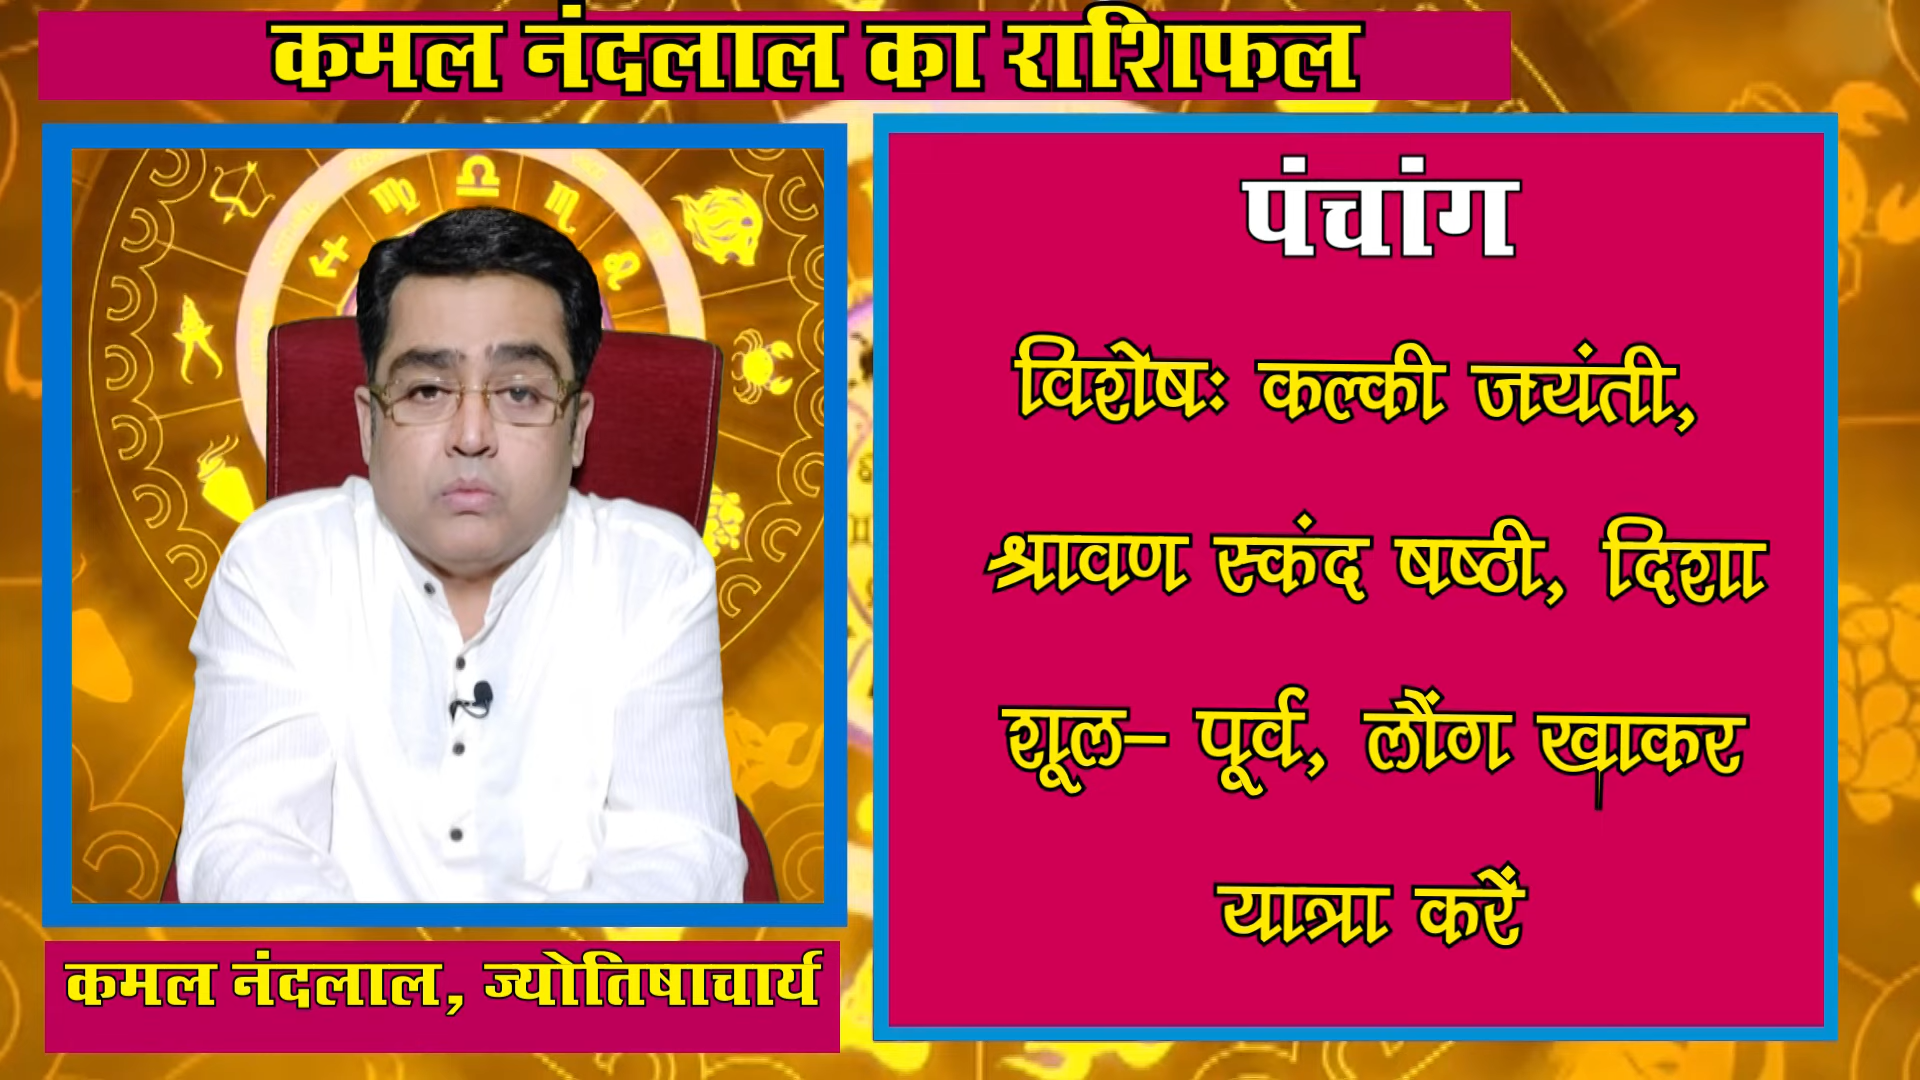 कमल नंदलाल का राशिफल
पंचांग
विशेषः कल्की जयंती,
श्रावण स्कंद षष्ठी, दिशा
शूल- पूर्व, लौंग खाकर
यात्रा करें
कमल नंदलाल, ज्योतिषाचार्य